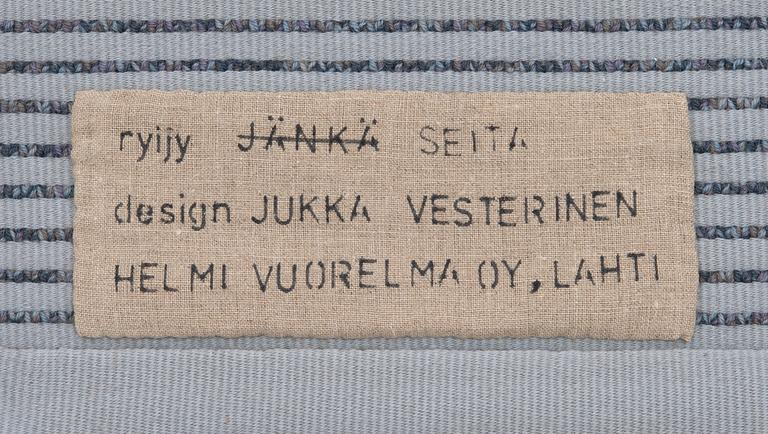 ryijy JÄNKÄ SEITA
design JUKKA VESTERINEN
HELMI VUORELMA OY, LAHTI